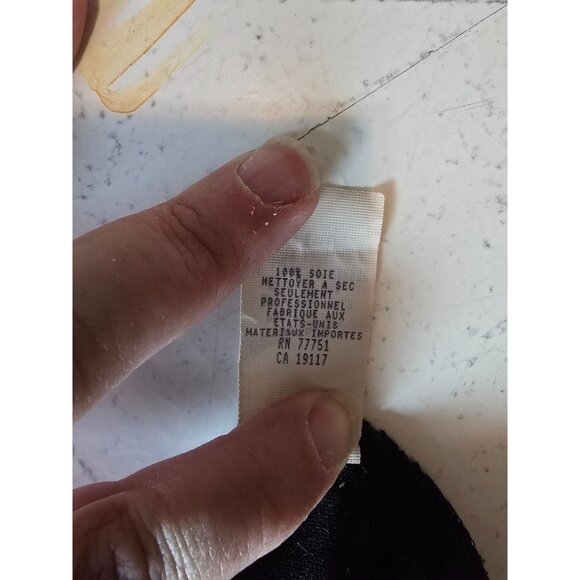 100% SOIE
NETTOYER A SEC
SEULEMENT
PROFESSIONNEL
FABRIQUE AUX
ETATS-UNIS
MATERIAUX IMPORTES
RN 77751
CA 19117